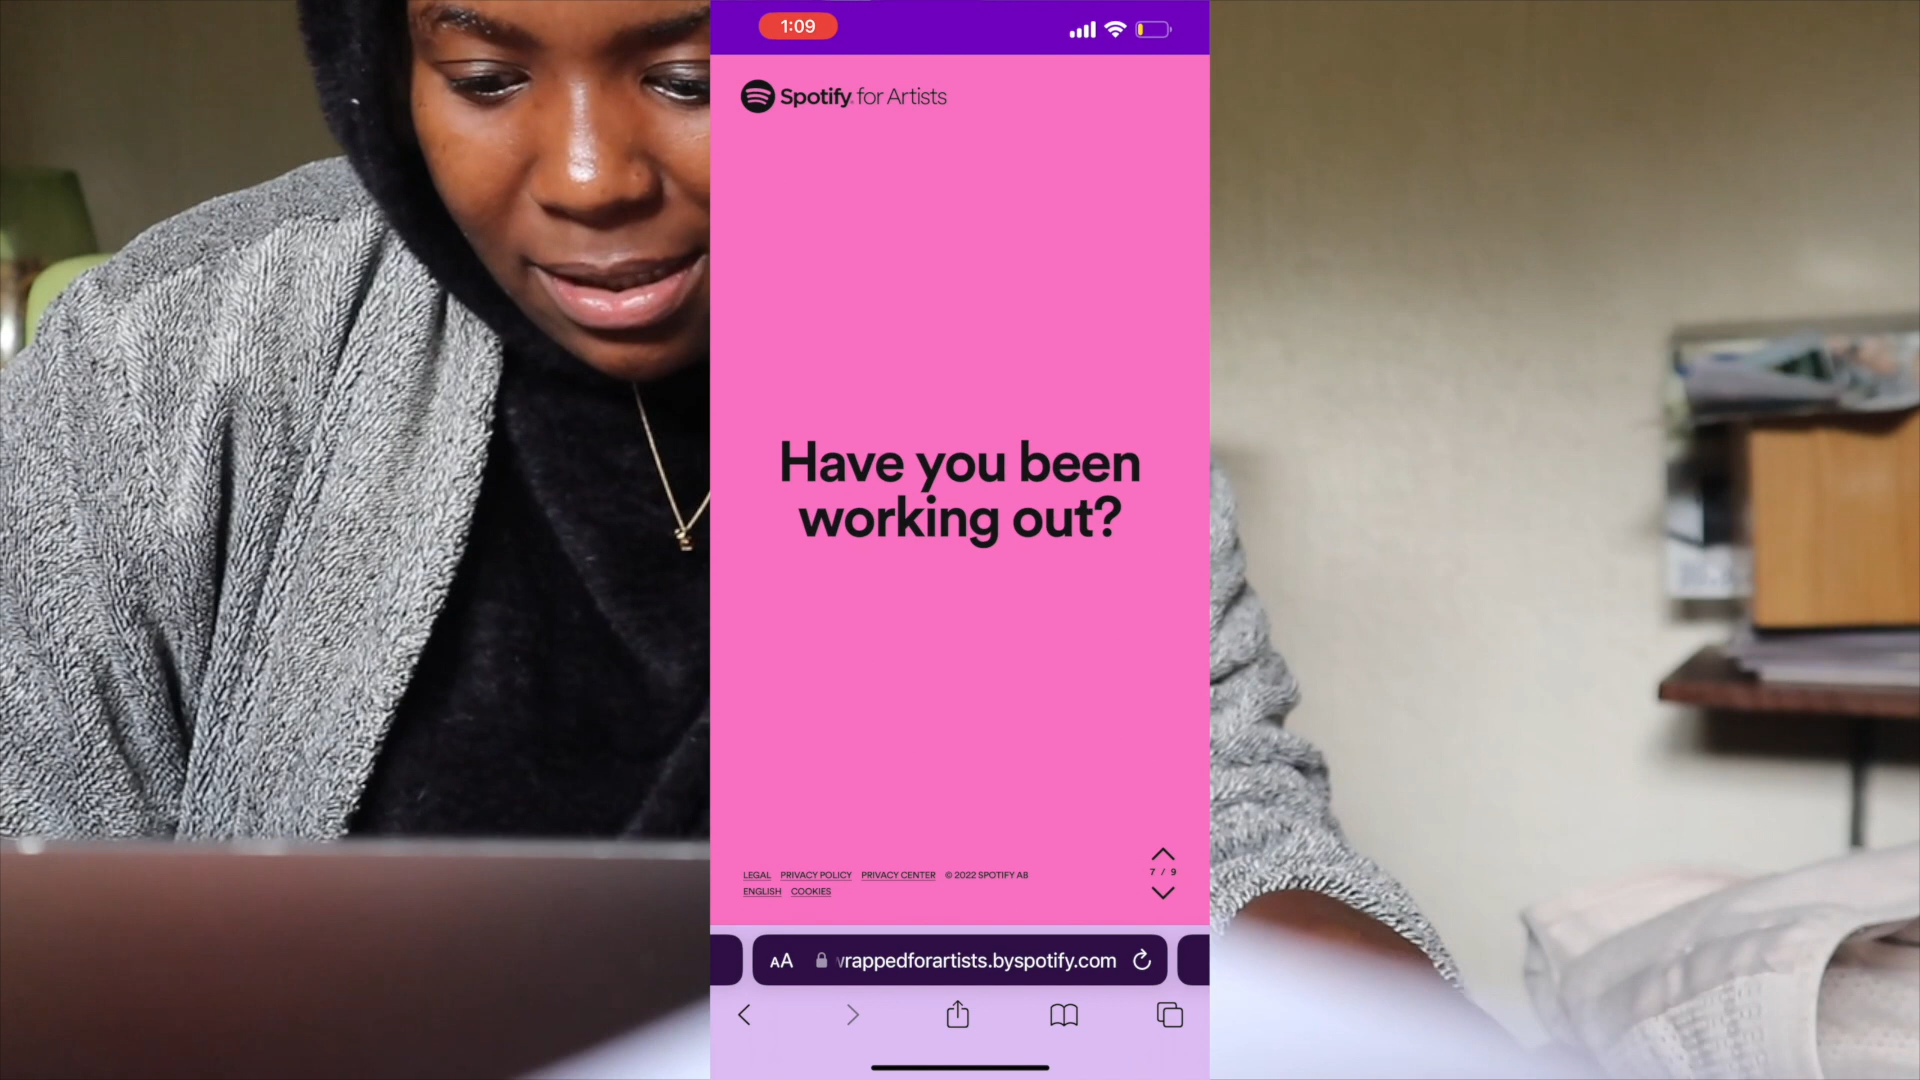 1:09
Spotify for Artists
Have you been
working out?
LEGAL PRIVACY POLICY PRIVACY CENTER © 2022 SPOTIFY AB
ENGLISH COOKIES
7 / 9
AA rappedforartists.byspotify.com